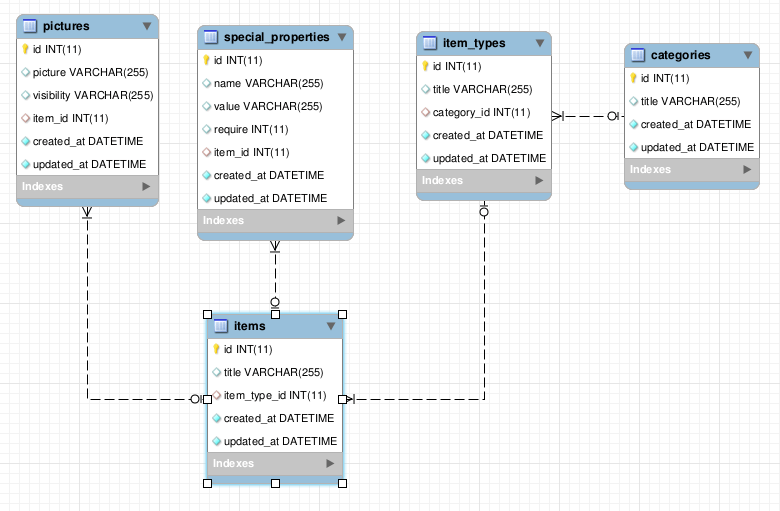 pictures
id INT(11)
picture VARCHAR(255)
visibility VARCHAR(255)
item_id INT(11)
created_at DATETIME
updated_at DATETIME
Indexes
special_properties
id INT(11)
name VARCHAR(255)
value VARCHAR(255)
require INT(11)
item_id INT(11)
created_at DATETIME
updated_at DATETIME
Indexes
item_types
id INT(11)
title VARCHAR(255)
category_id INT(11)
created_at DATETIME
updated_at DATETIME
Indexes
categories
id INT(11)
title VARCHAR(255)
created_at DATETIME
updated_at DATETIME
Indexes
items
id INT(11)
title VARCHAR(255)
item_type_id INT(11)
created_at DATETIME
updated_at DATETIME
Indexes